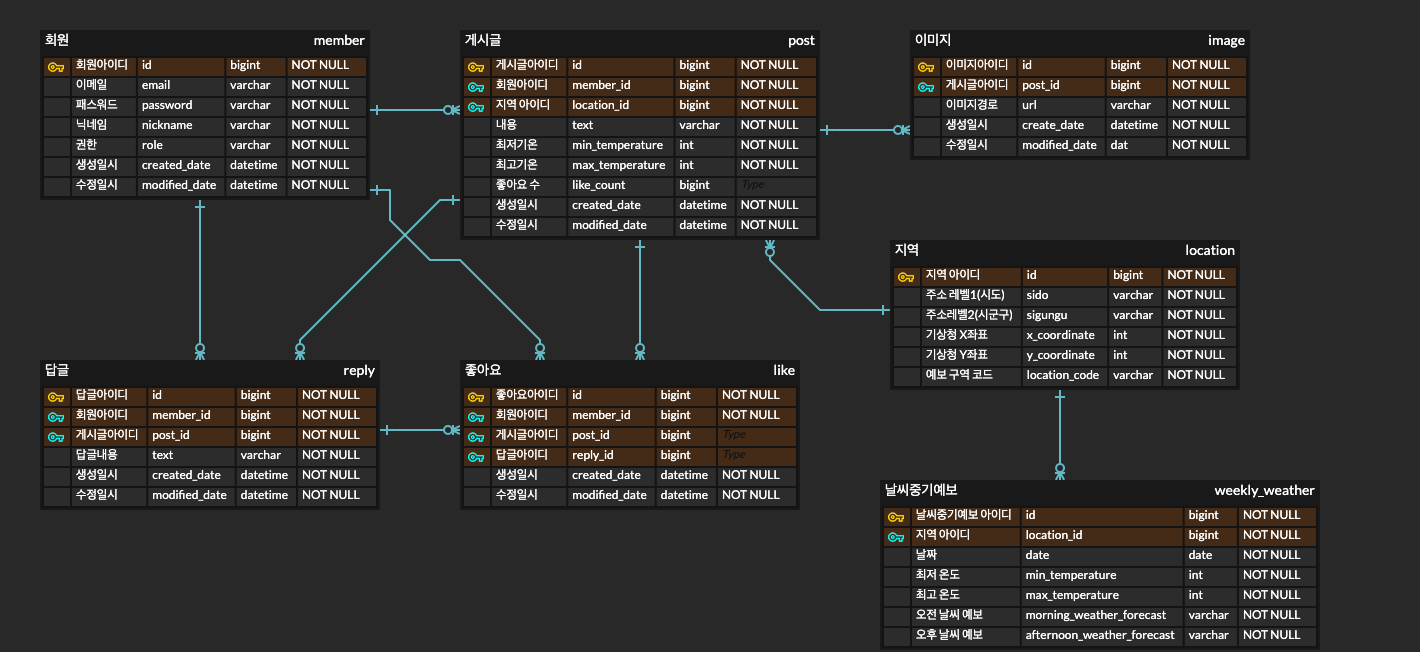 회원 member
회원아이디 id bigint NOT NULL
이메일 email varchar NOT NULL
패스워드 password varchar NOT NULL
닉네임 nickname varchar NOT NULL
권한 role varchar NOT NULL
생성일시 created_date datetime NOT NULL
수정일시 modified_date datetime NOT NULL
게시글 post
게시글아이디 id bigint NOT NULL
회원아이디 member_id bigint NOT NULL
지역 아이디 location_id bigint NOT NULL
내용 text varchar NOT NULL
최저기온 min_temperature int NOT NULL
최고기온 max_temperature int NOT NULL
좋아요 수 like_count bigint Type
생성일시 created_date datetime NOT NULL
수정일시 modified_date datetime NOT NULL
이미지 image
이미지아이디 id bigint NOT NULL
게시글아이디 post_id bigint NOT NULL
이미지경로 url varchar NOT NULL
생성일시 create_date datetime NOT NULL
수정일시 modified_date dat NOT NULL
지역 location
지역 아이디 id bigint NOT NULL
주소 레벨1(시도) sido varchar NOT NULL
주소레벨2(시군구) sigungu varchar NOT NULL
기상청 X좌표 x_coordinate int NOT NULL
기상청 Y좌표 y_coordinate int NOT NULL
예보 구역 코드 location_code varchar NOT NULL
답글 reply
답글아이디 id bigint NOT NULL
회원아이디 member_id bigint NOT NULL
게시글아이디 post_id bigint NOT NULL
답글내용 text varchar NOT NULL
생성일시 created_date datetime NOT NULL
수정일시 modified_date datetime NOT NULL
좋아요 like
좋아요아이디 id bigint NOT NULL
회원아이디 member_id bigint NOT NULL
게시글아이디 post_id bigint Type
답글아이디 reply_id bigint Type
생성일시 created_date datetime NOT NULL
수정일시 modified_date datetime NOT NULL
날씨중기예보 weekly_weather
날씨중기예보 아이디 id bigint NOT NULL
지역 아이디 location_id bigint NOT NULL
날짜 date date NOT NULL
최저 온도 min_temperature int NOT NULL
최고 온도 max_temperature int NOT NULL
오전 날씨 예보 morning_weather_forecast varchar NOT NULL
오후 날씨 예보 afternoon_weather_forecast varchar NOT NULL